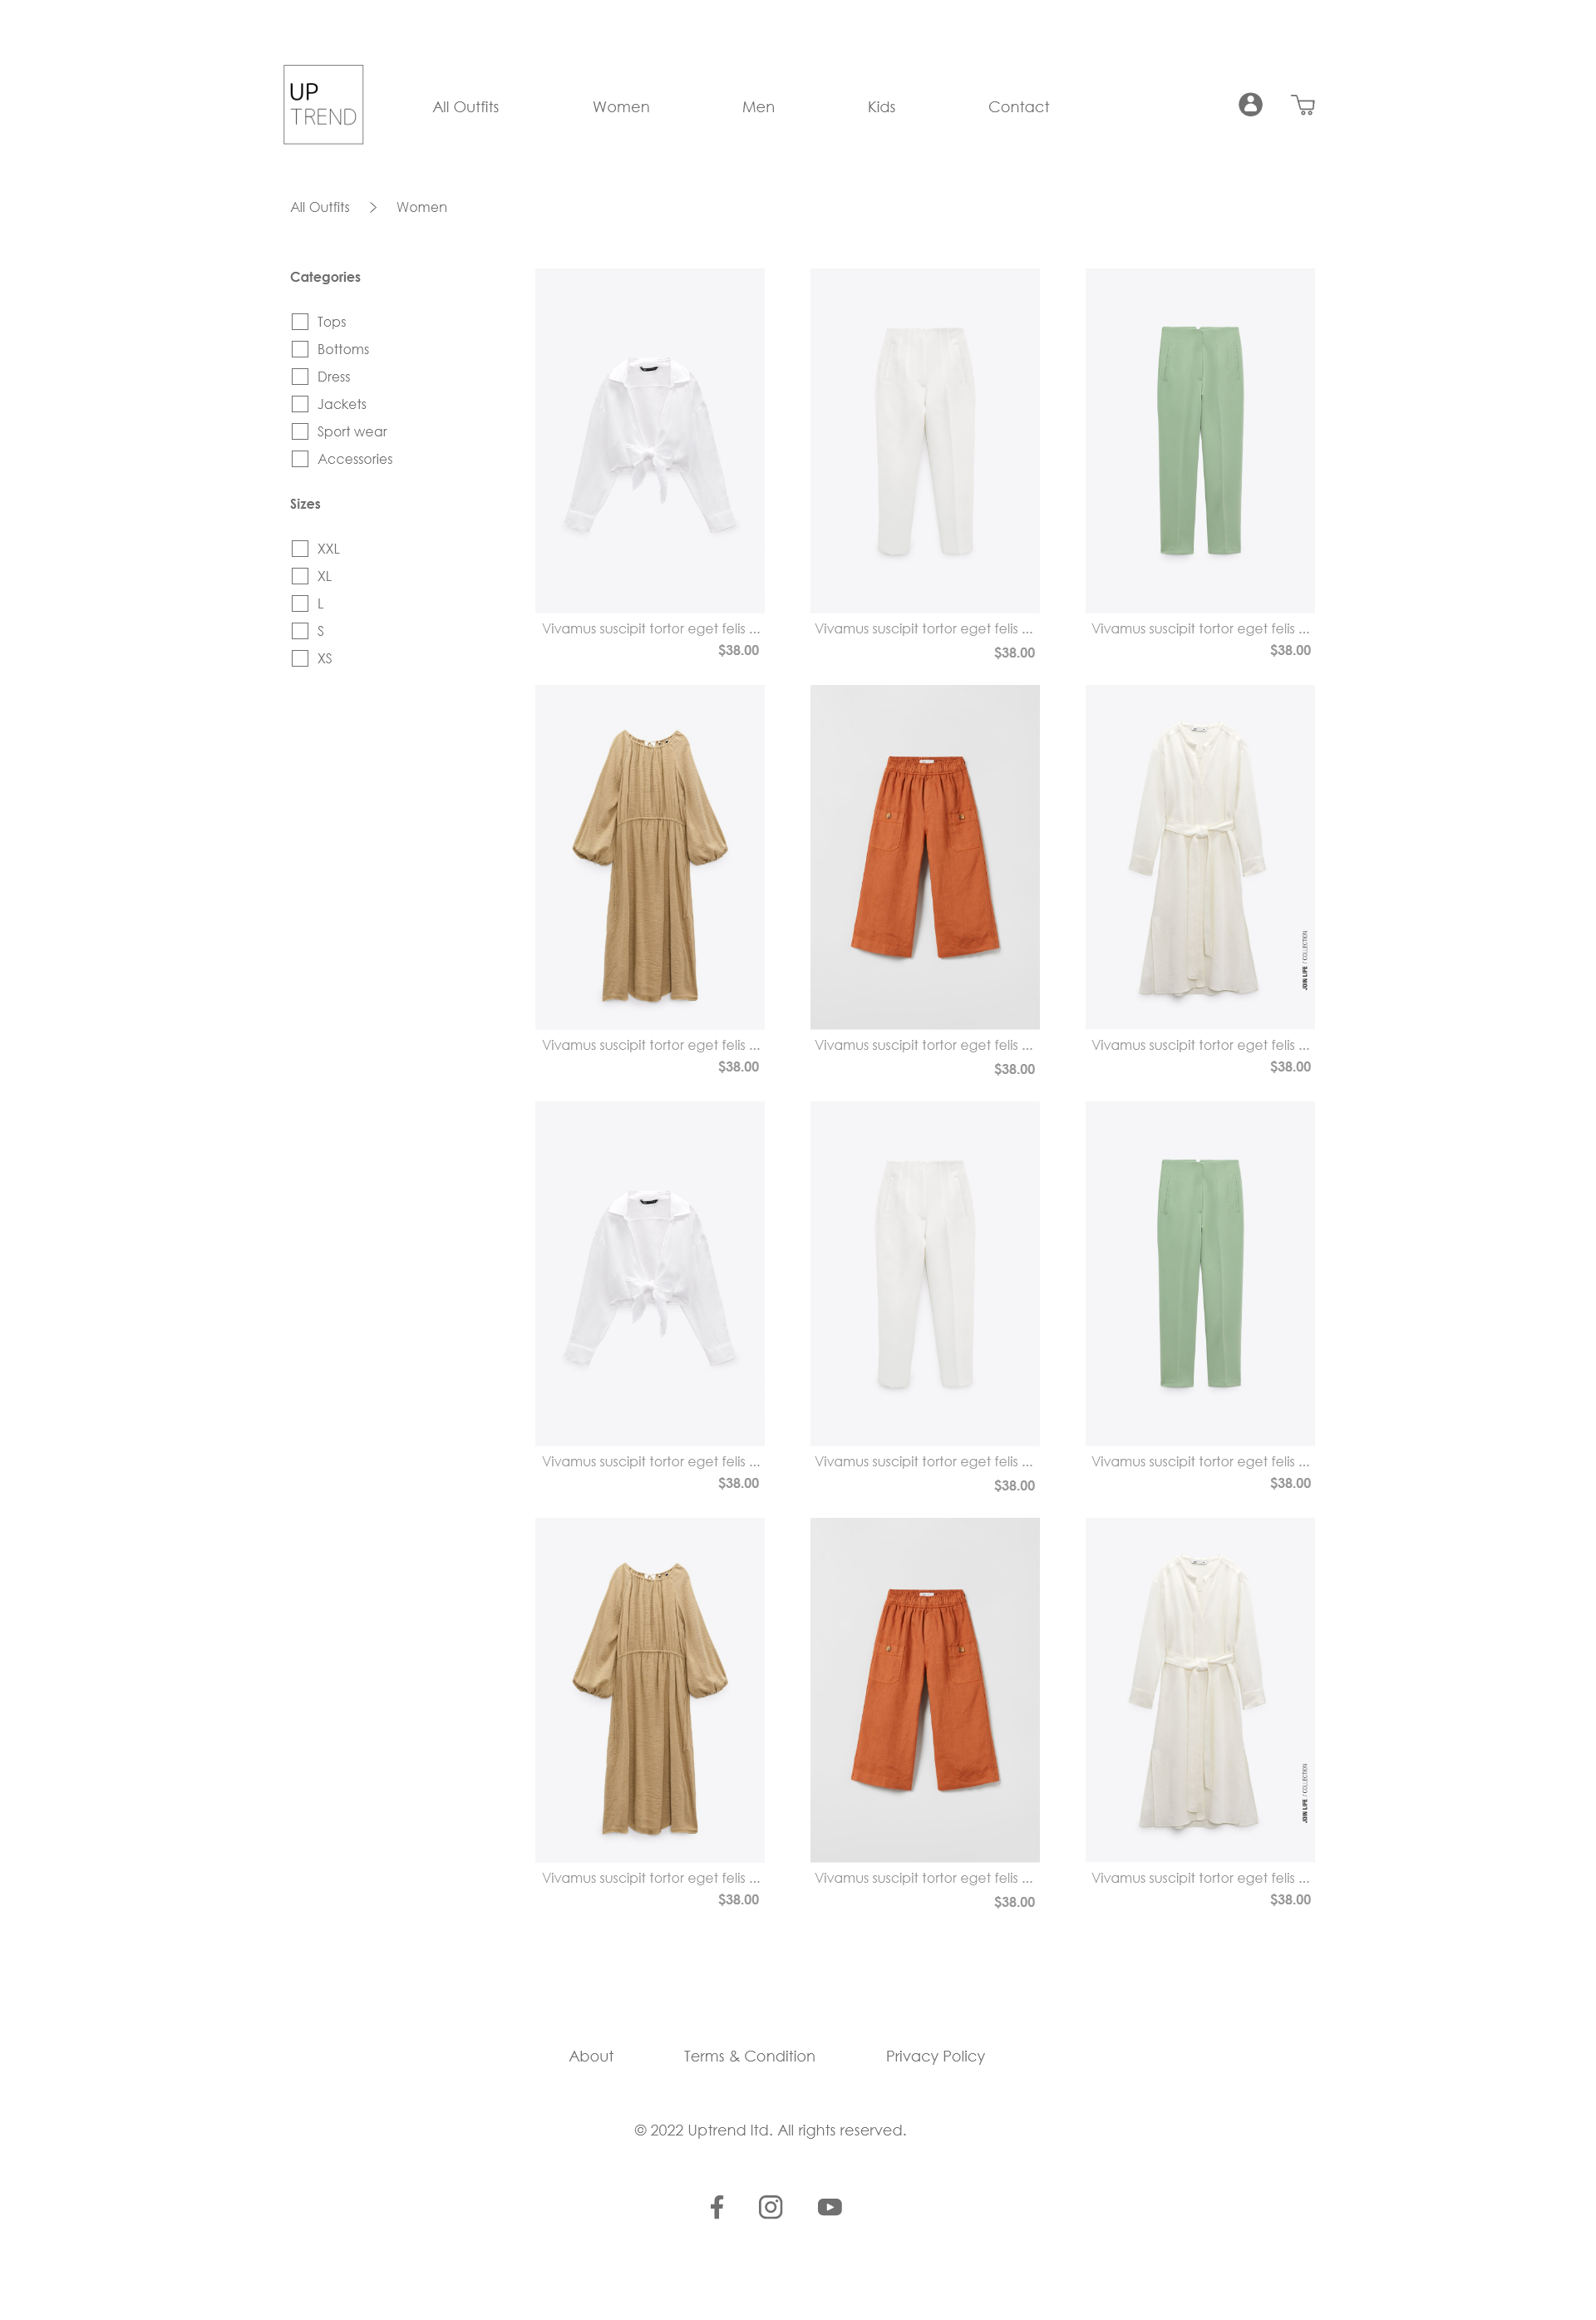 UP
TREND
All Outfits
Women
Men
Kids
Contact
All Outfits > Women
Categories
Tops
Bottoms
Dress
Jackets
Sport wear
Accessories
Sizes
XXL
XL
L
S
XS
Vivamus suscipit tortor eget felis ...
$38.00
Vivamus suscipit tortor eget felis ...
$38.00
Vivamus suscipit tortor eget felis ...
$38.00
JOIN LIFE / COLLECTION
Vivamus suscipit tortor eget felis ...
$38.00
Vivamus suscipit tortor eget felis ...
$38.00
Vivamus suscipit tortor eget felis ...
$38.00
Vivamus suscipit tortor eget felis ...
$38.00
Vivamus suscipit tortor eget felis ...
$38.00
Vivamus suscipit tortor eget felis ...
$38.00
JOIN LIFE / COLLECTION
Vivamus suscipit tortor eget felis ...
$38.00
Vivamus suscipit tortor eget felis ...
$38.00
Vivamus suscipit tortor eget felis ...
$38.00
About
Terms & Condition
Privacy Policy
© 2022 Uptrend ltd. All rights reserved.